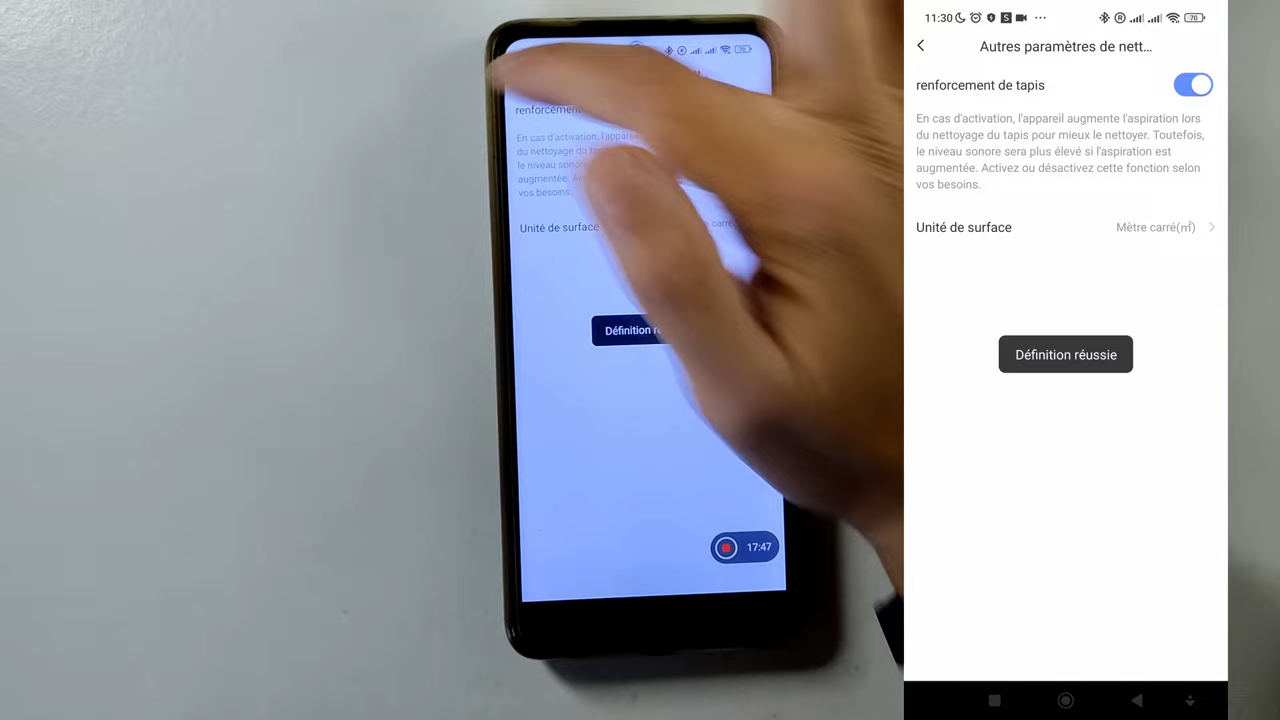 renforcement
En cas d'activation, l'appareil
du nettoyage du
le niveau sonore
augmentée.
vos besoins.
Unité de surface
Définition
17:47
11:30
70
Autres paramètres de nett...
renforcement de tapis
En cas d'activation, l'appareil augmente l'aspiration lors
du nettoyage du tapis pour mieux le nettoyer. Toutefois,
le niveau sonore sera plus élevé si l'aspiration est
augmentée. Activez ou désactivez cette fonction selon
vos besoins.
Unité de surface
Mètre carré(㎡)
Définition réussie